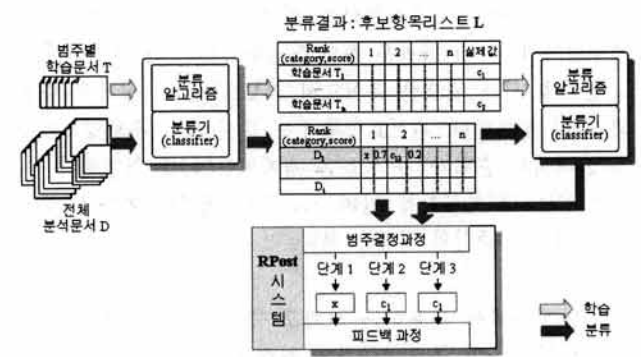 분류결과 : 후보항목리스트 L
범주별
학습문서 T
전체
분석문서 D
분류
알고리즘
분류기
(classifier)
Rank
(category,score)
1 2 ... n 실제값
학습문서 T₁ c₁
...
학습문서 Tₖ c₂
Rank
(category,score)
1 2 ... n
D₁ x 0.7 0.2
...
Dᵢ
분류
알고리즘
분류기
(classifier)
RPost
시
스
템
범주결정과정
단계 1 단계 2 단계 3
x c₁ c₁
피드백 과정
학습
분류